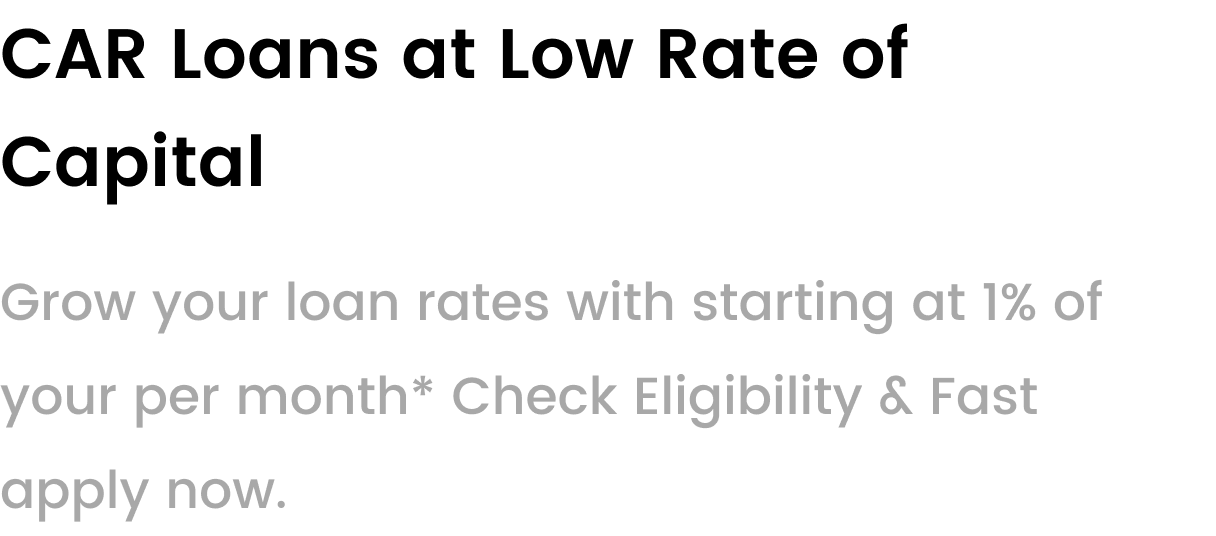 CAR Loans at Low Rate of
Capital
Grow your loan rates with starting at 1% of
your per month* Check Eligibility & Fast
apply now.